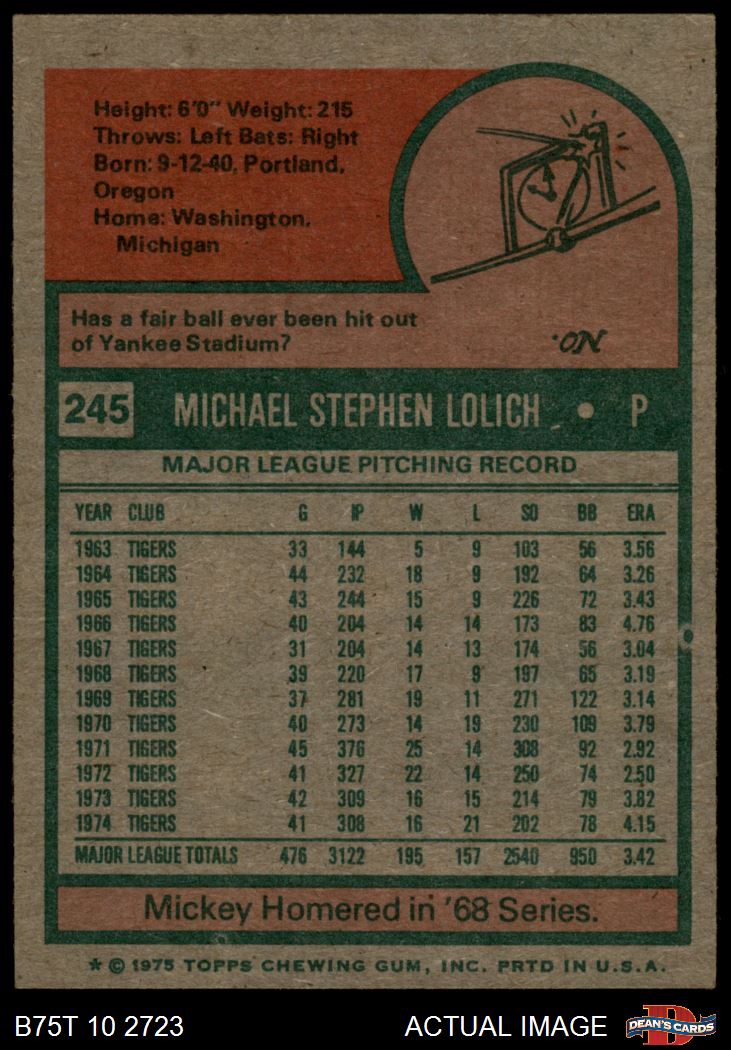 Height: 6'0" Weight: 215
Throws: Left Bats: Right
Born: 9-12-40, Portland,
Oregon
Home: Washington,
Michigan
Has a fair ball ever been hit out
of Yankee Stadium?
No.
245 MICHAEL STEPHEN LOLICH • P
MAJOR LEAGUE PITCHING RECORD
YEAR CLUB G IP W L SO BB ERA
1963 TIGERS 33 144 5 9 103 56 3.56
1964 TIGERS 44 232 18 9 192 64 3.26
1965 TIGERS 43 244 15 9 226 72 3.43
1966 TIGERS 40 204 14 14 173 83 4.76
1967 TIGERS 31 204 14 13 174 56 3.04
1968 TIGERS 39 220 17 9 197 65 3.19
1969 TIGERS 37 281 19 11 271 122 3.14
1970 TIGERS 40 273 14 19 230 109 3.79
1971 TIGERS 45 376 25 14 308 92 2.92
1972 TIGERS 41 327 22 14 250 74 2.50
1973 TIGERS 42 309 16 15 214 79 3.82
1974 TIGERS 41 308 16 21 202 78 4.15
MAJOR LEAGUE TOTALS 476 3122 195 157 2540 950 3.42
Mickey Homered in '68 Series.
* © 1975 TOPPS CHEWING GUM, INC. PRTD IN U.S.A.
B75T 10 2723 ACTUAL IMAGE D DEAN'S CARDS